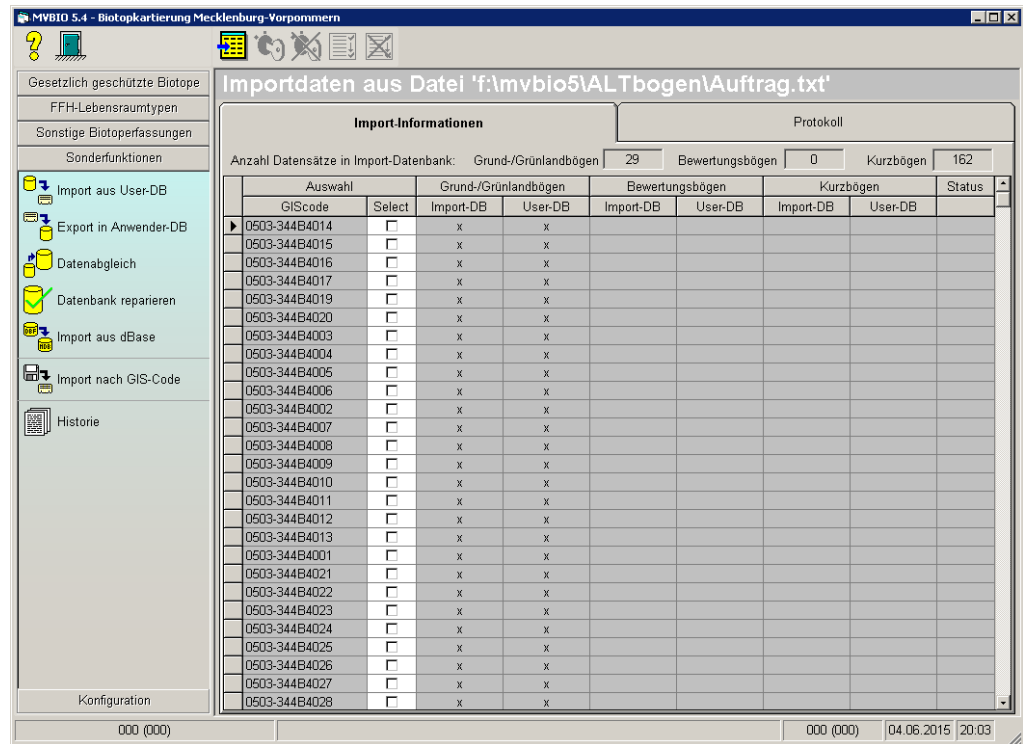 MVBIO 5.4 - Biotopkartierung Mecklenburg-Vorpommern
Gesetzlich geschützte Biotope
FFH-Lebensraumtypen
Sonstige Biotoperfassungen
Sonderfunktionen
Import aus User-DB
Export in Anwender-DB
Datenabgleich
Datenbank reparieren
Import aus dBase
Import nach GIS-Code
Historie
Konfiguration
Importdaten aus Datei 'f:\mvbio5\ALTbogen\Auftrag.txt'
Import-Informationen Protokoll
Anzahl Datensätze in Import-Datenbank: Grund-/Grünlandbögen 29 Bewertungsbögen 0 Kurzbögen 162
Auswahl Grund-/Grünlandbögen Bewertungsbögen Kurzbögen Status
GIScode Select Import-DB User-DB Import-DB User-DB Import-DB User-DB
0503-344B4014 x x
0503-344B4015 x x
0503-344B4016 x x
0503-344B4017 x x
0503-344B4019 x x
0503-344B4020 x x
0503-344B4003 x x
0503-344B4004 x x
0503-344B4005 x x
0503-344B4006 x x
0503-344B4002 x x
0503-344B4007 x x
0503-344B4008 x x
0503-344B4009 x x
0503-344B4010 x x
0503-344B4011 x x
0503-344B4012 x x
0503-344B4013 x x
0503-344B4001 x x
0503-344B4021 x x
0503-344B4022 x x
0503-344B4023 x x
0503-344B4024 x x
0503-344B4025 x x
0503-344B4026 x x
0503-344B4027 x x
0503-344B4028 x x
000 (000) 000 (000) 04.06.2015 20:03